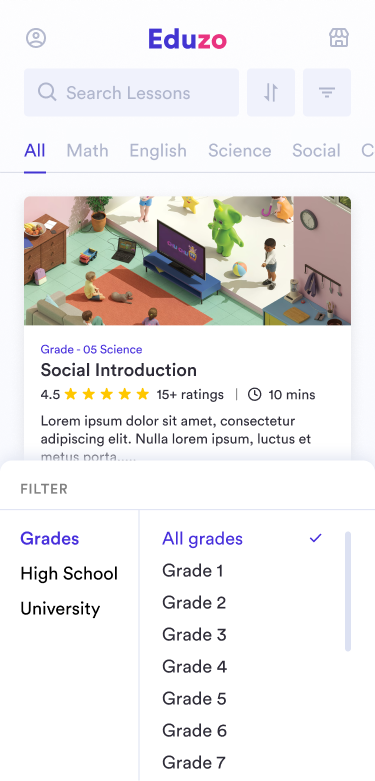 Eduzo
Search Lessons
All Math English Science Social C
Grade - 05 Science
Social Introduction
4.5 15+ ratings | 10 mins
Lorem ipsum dolor sit amet, consectetur
adipiscing elit. Nulla lorem ipsum, luctus et
metus porta.....
FILTER
Grades
High School
University
All grades
Grade 1
Grade 2
Grade 3
Grade 4
Grade 5
Grade 6
Grade 7